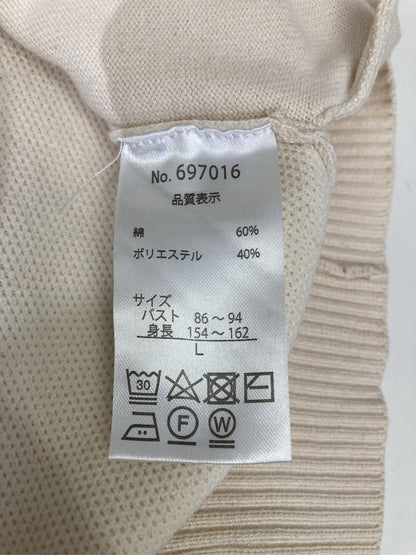 No. 697016
品質表示
綿 60%
ポリエステル 40%
サイズ
バスト 86～94
身長 154～162
L
30
F W